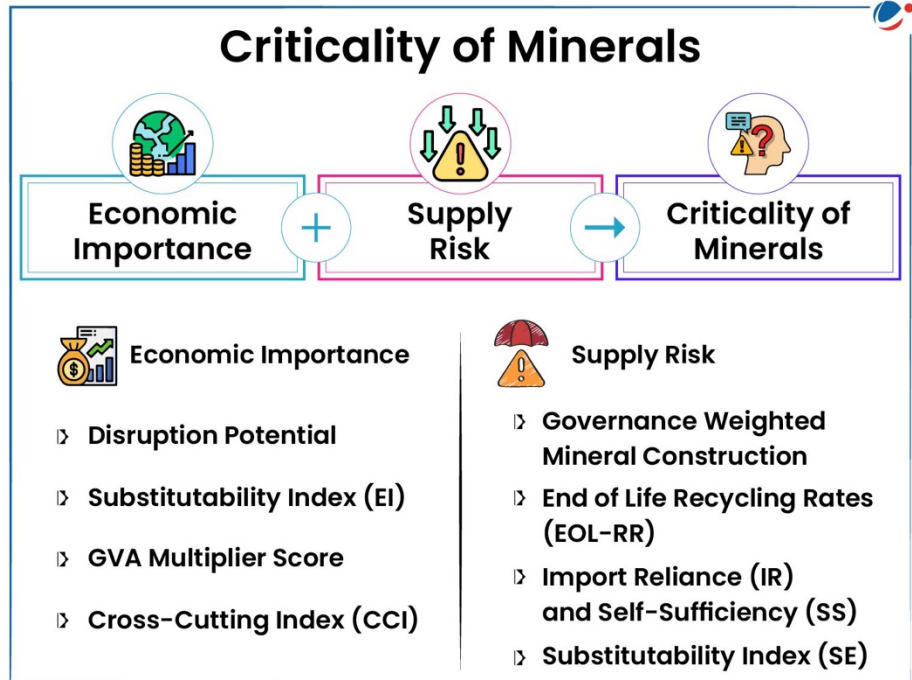 Criticality of Minerals
Economic
Importance
+
Supply
Risk
→
Criticality of
Minerals
Economic Importance
Disruption Potential
Substitutability Index (EI)
GVA Multiplier Score
Cross-Cutting Index (CCI)
Supply Risk
Governance Weighted
Mineral Construction
End of Life Recycling Rates
(EOL-RR)
Import Reliance (IR)
and Self-Sufficiency (SS)
Substitutability Index (SE)